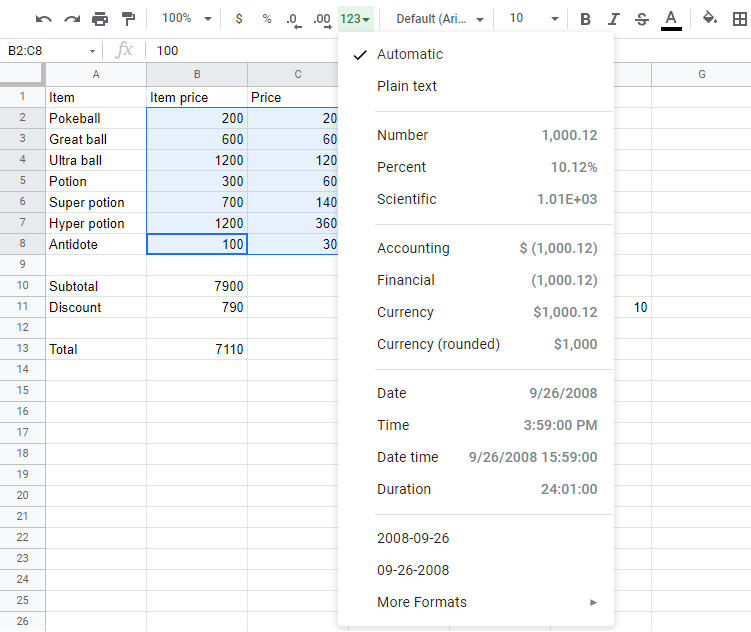 100% $ % .0 .00 123 Default (Ari... 10 B I S A
B2:C8 fx 100
A B C G
1 Item Item price Price
2 Pokeball 200 20
3 Great ball 600 60
4 Ultra ball 1200 120
5 Potion 300 60
6 Super potion 700 140
7 Hyper potion 1200 360
8 Antidote 100 30
9
10 Subtotal 7900
11 Discount 790 10
12
13 Total 7110
14
15
16
17
18
19
20
21
22
23
24
25
26
Automatic
Plain text
Number 1,000.12
Percent 10.12%
Scientific 1.01E+03
Accounting $ (1,000.12)
Financial (1,000.12)
Currency $1,000.12
Currency (rounded) $1,000
Date 9/26/2008
Time 3:59:00 PM
Date time 9/26/2008 15:59:00
Duration 24:01:00
2008-09-26
09-26-2008
More Formats